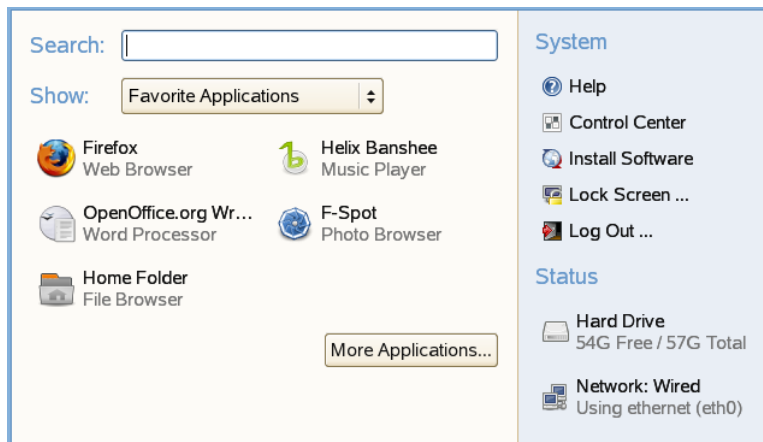 Search:
Show:
Favorite Applications
Firefox
Web Browser
Helix Banshee
Music Player
OpenOffice.org Wr...
Word Processor
F-Spot
Photo Browser
Home Folder
File Browser
More Applications...
System
Help
Control Center
Install Software
Lock Screen ...
Log Out ...
Status
Hard Drive
54G Free / 57G Total
Network: Wired
Using ethernet (eth0)